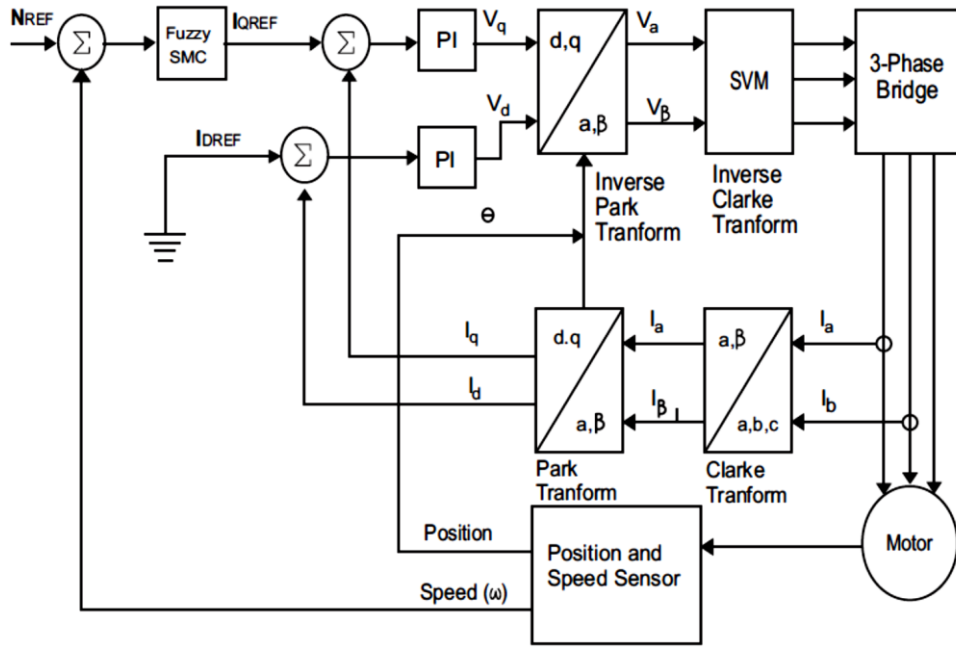 NREF
Σ
Fuzzy
SMC
IQREF
Σ
PI
Vq
d,q
a,β
Va
Vβ
SVM
3-Phase
Bridge
IDREF
Σ
PI
Vd
Inverse
Park
Tranform
Inverse
Clarke
Tranform
Θ
Iq
Id
d.q
a,β
Ia
Iβ
a,β
a,b,c
Ia
Ib
Park
Tranform
Clarke
Tranform
Position
Speed (ω)
Position and
Speed Sensor
Motor